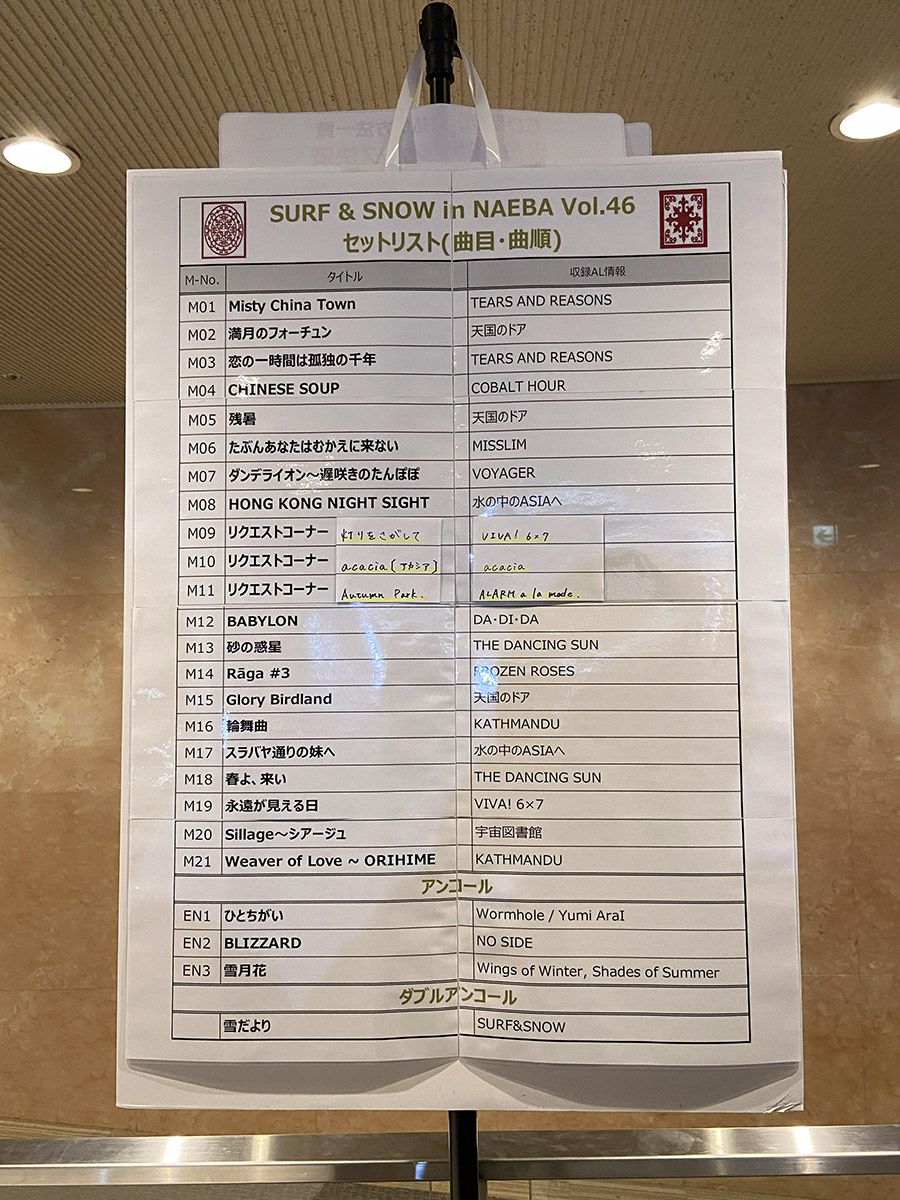 SURF & SNOW in NAEBA Vol.46
セットリスト(曲目・曲順)
M-No. タイトル 収録AL情報
M01 Misty China Town TEARS AND REASONS
M02 満月のフォーチュン 天国のドア
M03 恋の一時間は孤独の千年 TEARS AND REASONS
M04 CHINESE SOUP COBALT HOUR
M05 残暑 天国のドア
M06 たぶんあなたはむかえに来ない MISSLIM
M07 ダンデライオン～遅咲きのたんぽぽ VOYAGER
M08 HONG KONG NIGHT SIGHT 水の中のASIAへ
M09 リクエストコーナー 灯りをさがして VIVA! 6×7
M10 リクエストコーナー acacia[アカシア] acacia
M11 リクエストコーナー Autumn Park. ALARM a la mode.
M12 BABYLON DA・DI・DA
M13 砂の惑星 THE DANCING SUN
M14 Rāga #3 FROZEN ROSES
M15 Glory Birdland 天国のドア
M16 輪舞曲 KATHMANDU
M17 スラバヤ通りの妹へ 水の中のASIAへ
M18 春よ、来い THE DANCING SUN
M19 永遠が見える日 VIVA! 6×7
M20 Sillage～シアージュ 宇宙図書館
M21 Weaver of Love ~ ORIHIME KATHMANDU
アンコール
EN1 ひとちがい Wormhole / Yumi AraI
EN2 BLIZZARD NO SIDE
EN3 雪月花 Wings of Winter, Shades of Summer
ダブルアンコール
雪だより SURF&SNOW